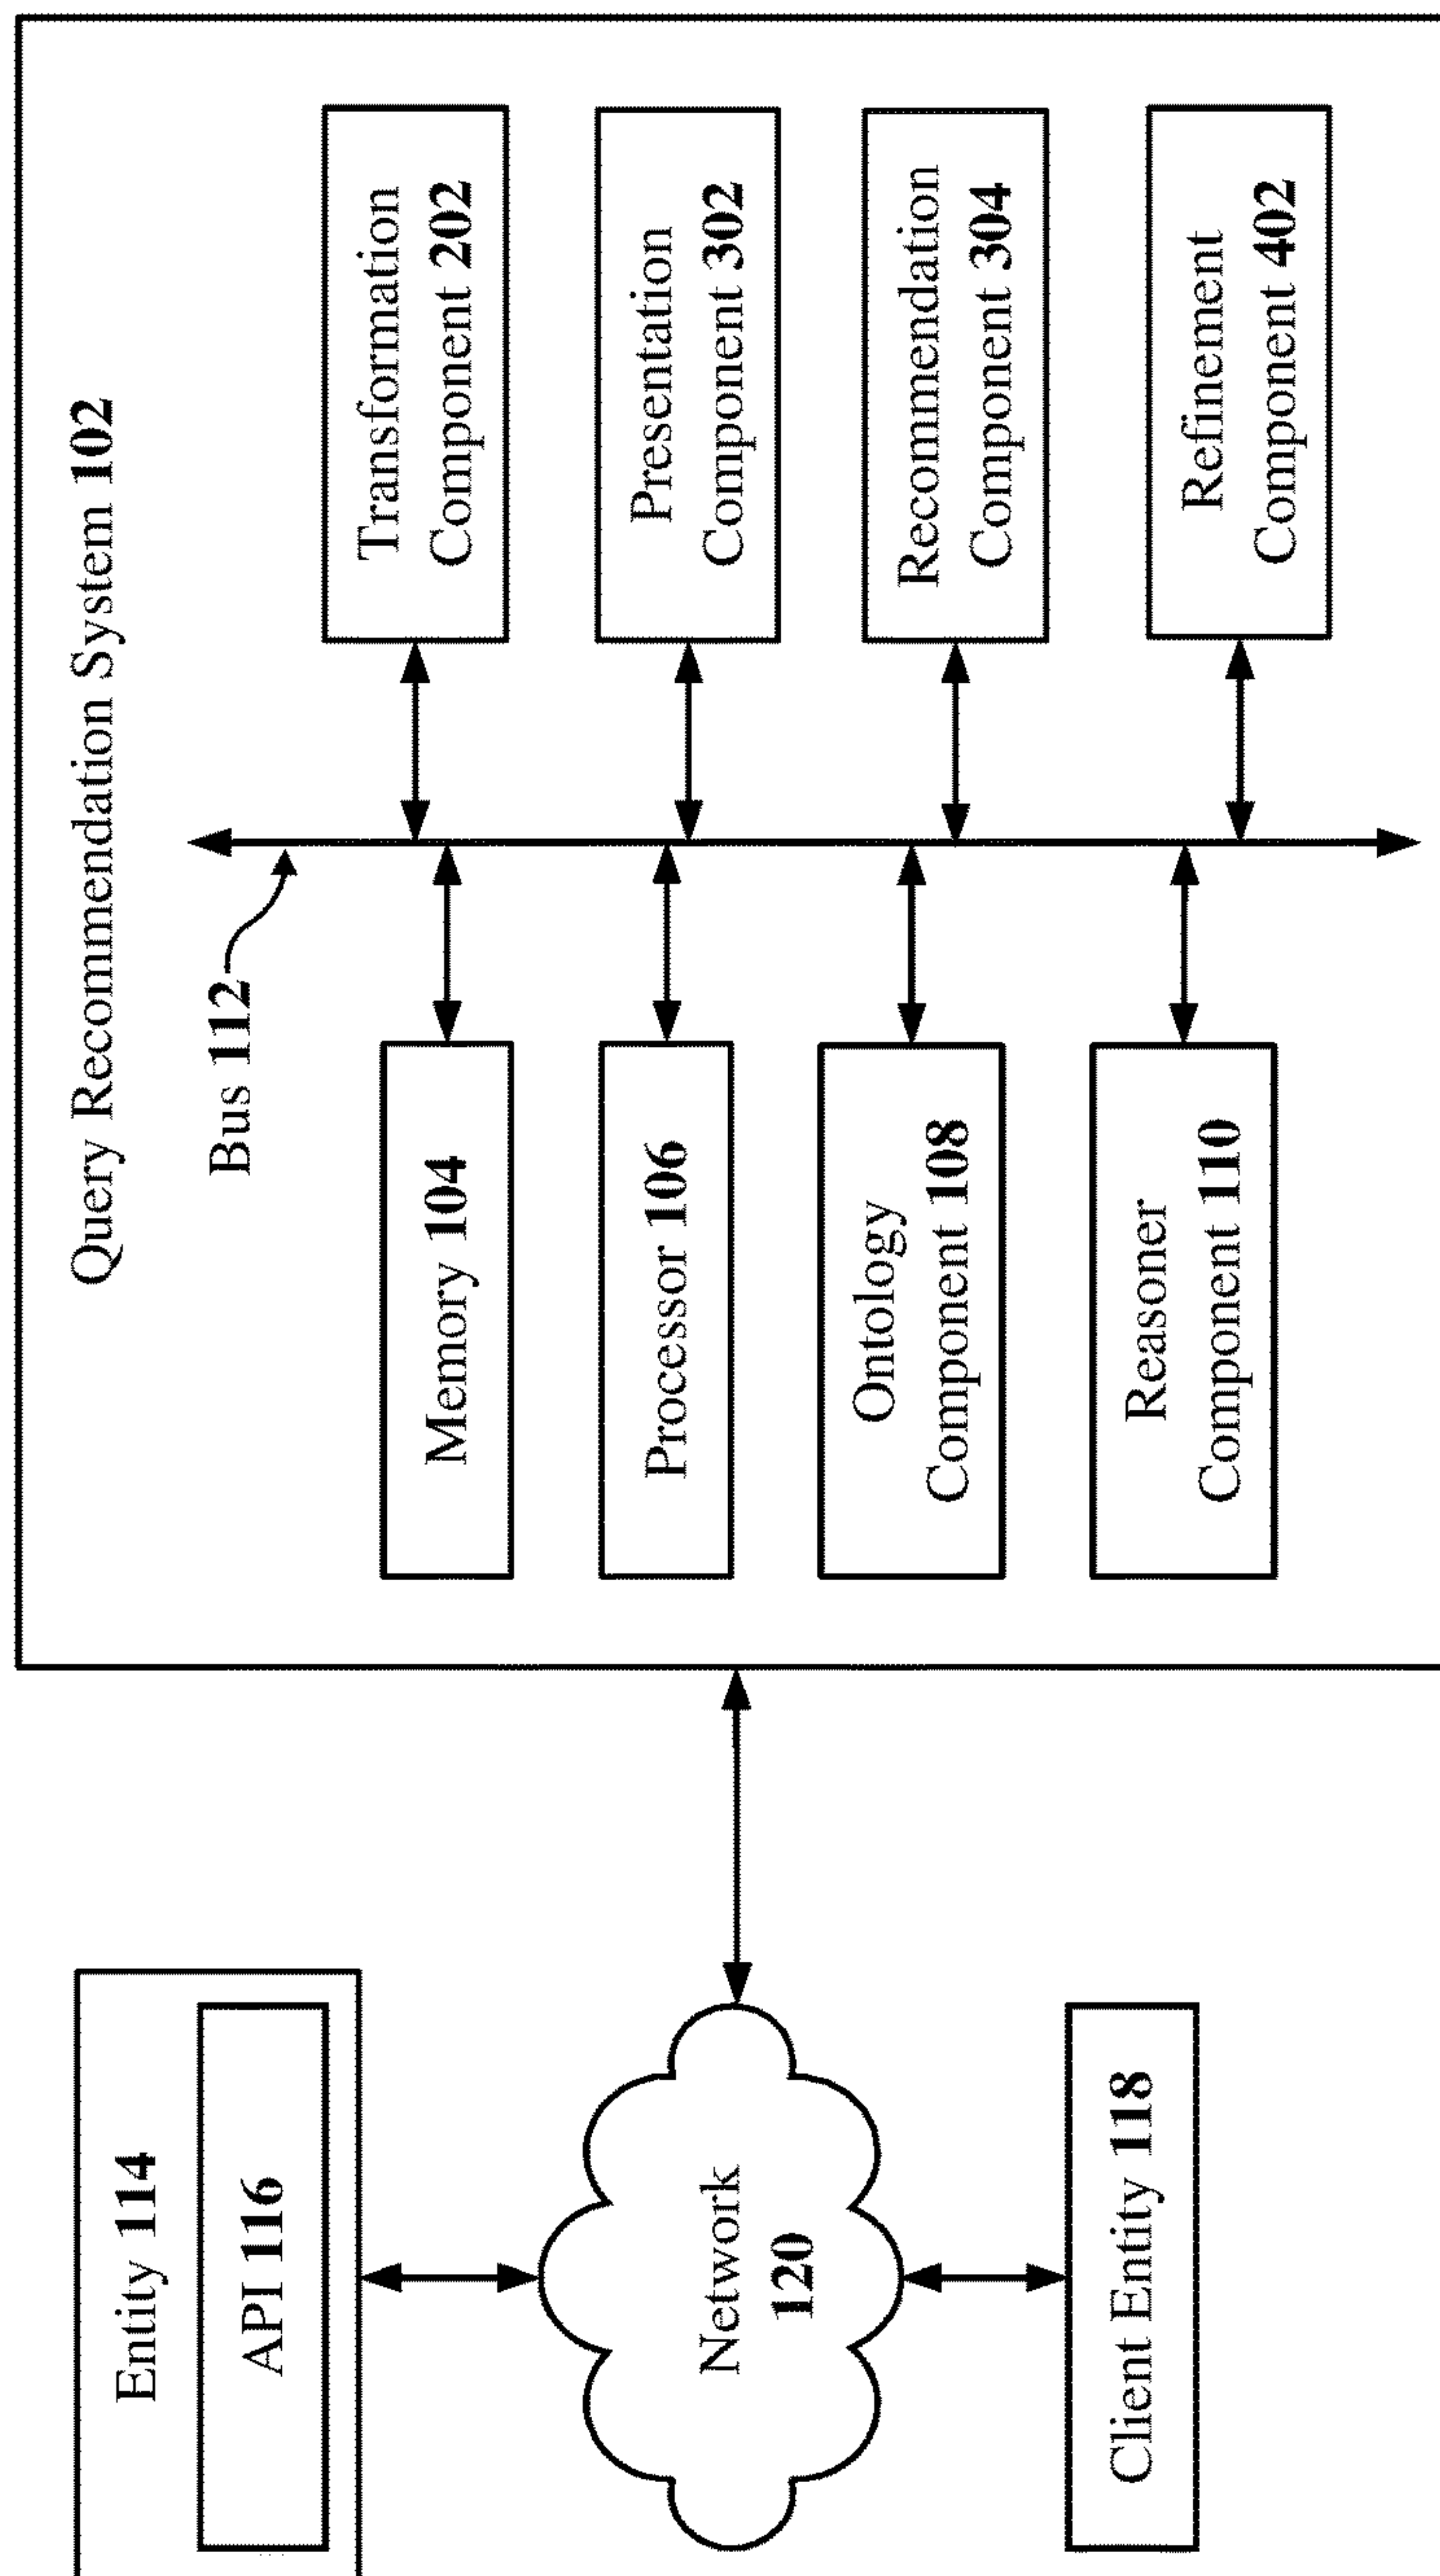 Query Recommendation System 102
Entity 114
API 116
Network
120
Client Entity 118
Bus 112
Memory 104
Processor 106
Ontology
Component 108
Reasoner
Component 110
Transformation
Component 202
Presentation
Component 302
Recommendation
Component 304
Refinement
Component 402